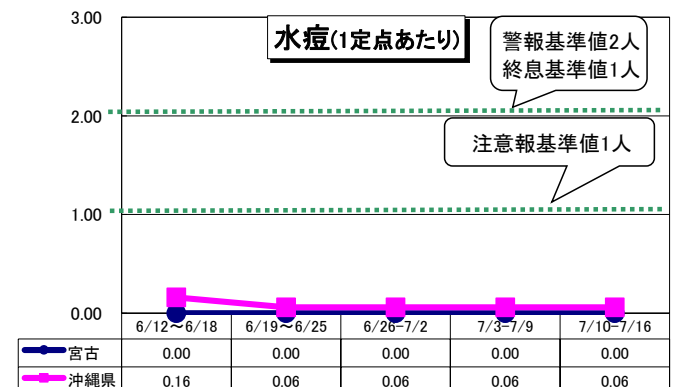 水痘(1定点あたり)
警報基準値2人
終息基準値1人
注意報基準値1人
3.00
2.00
1.00
0.00
6/12～6/18 6/19～6/25 6/26-7/2 7/3-7/9 7/10-7/16
宮古 0.00 0.00 0.00 0.00 0.00
沖縄県 0.16 0.06 0.06 0.06 0.06